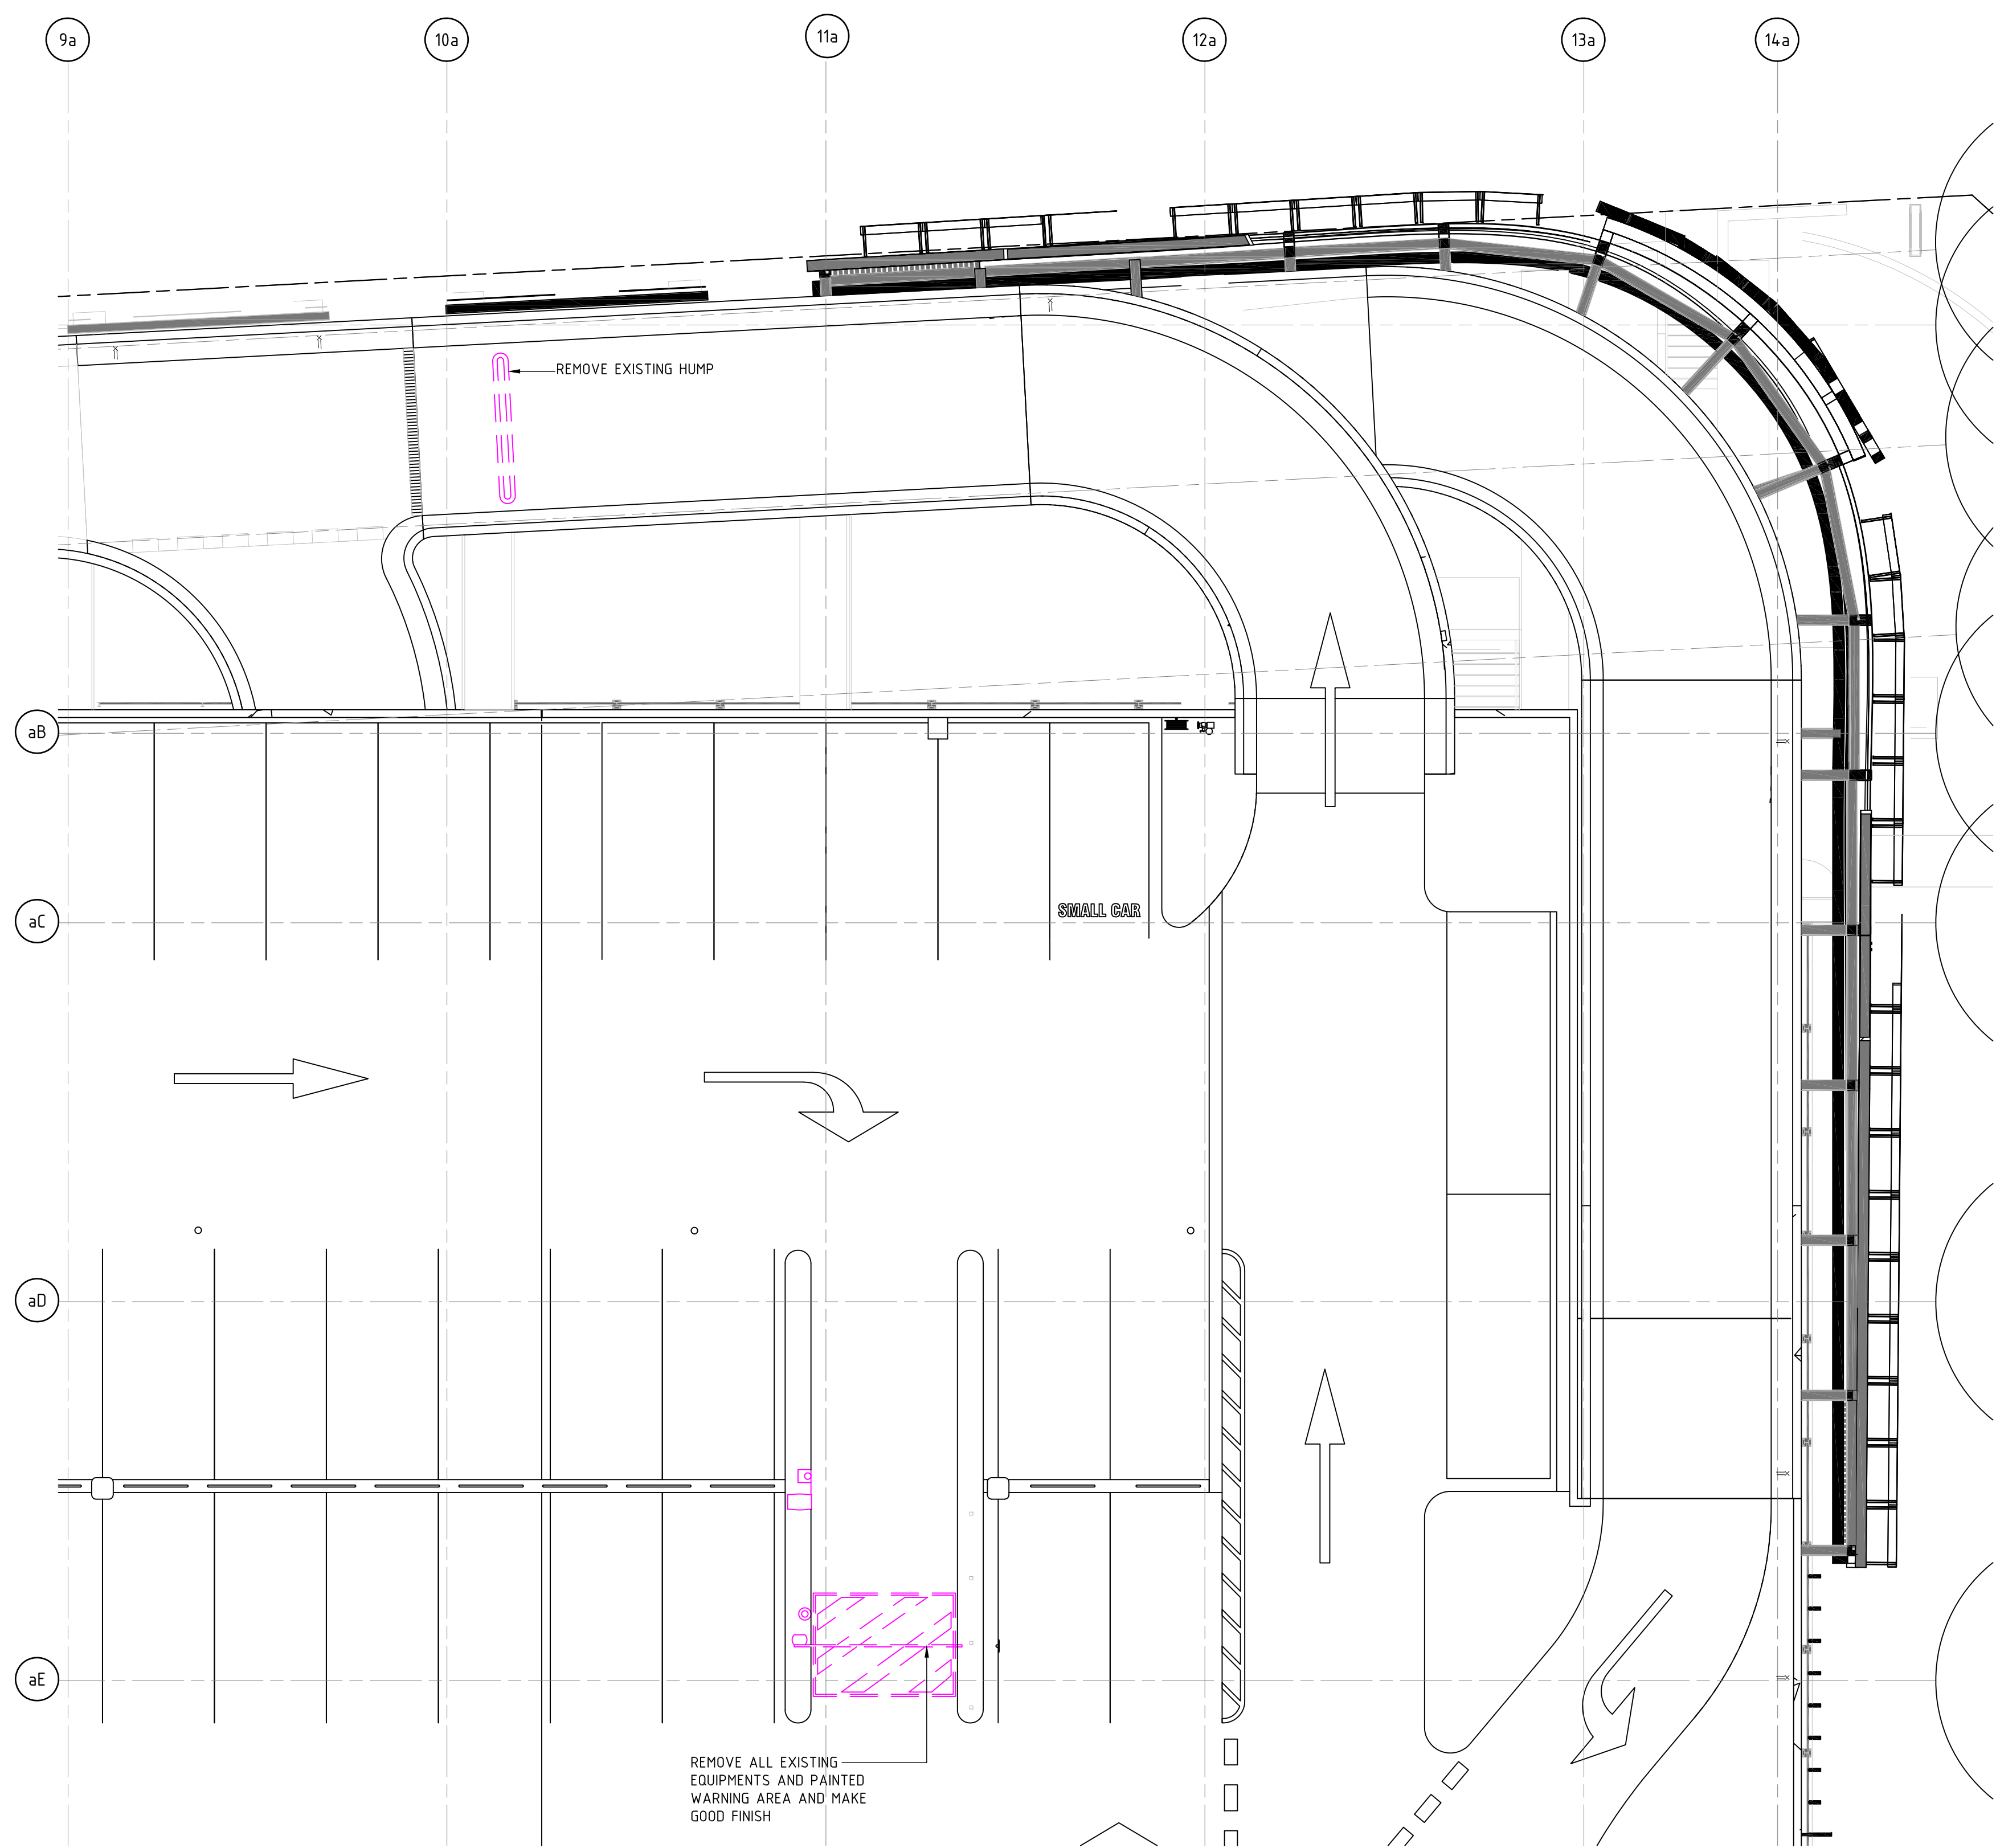 9a
10a
11a
12a
13a
14a
REMOVE EXISTING HUMP
aB
aC
SMALL CAR
aD
aE
REMOVE ALL EXISTING
EQUIPMENTS AND PAINTED
WARNING AREA AND MAKE
GOOD FINISH